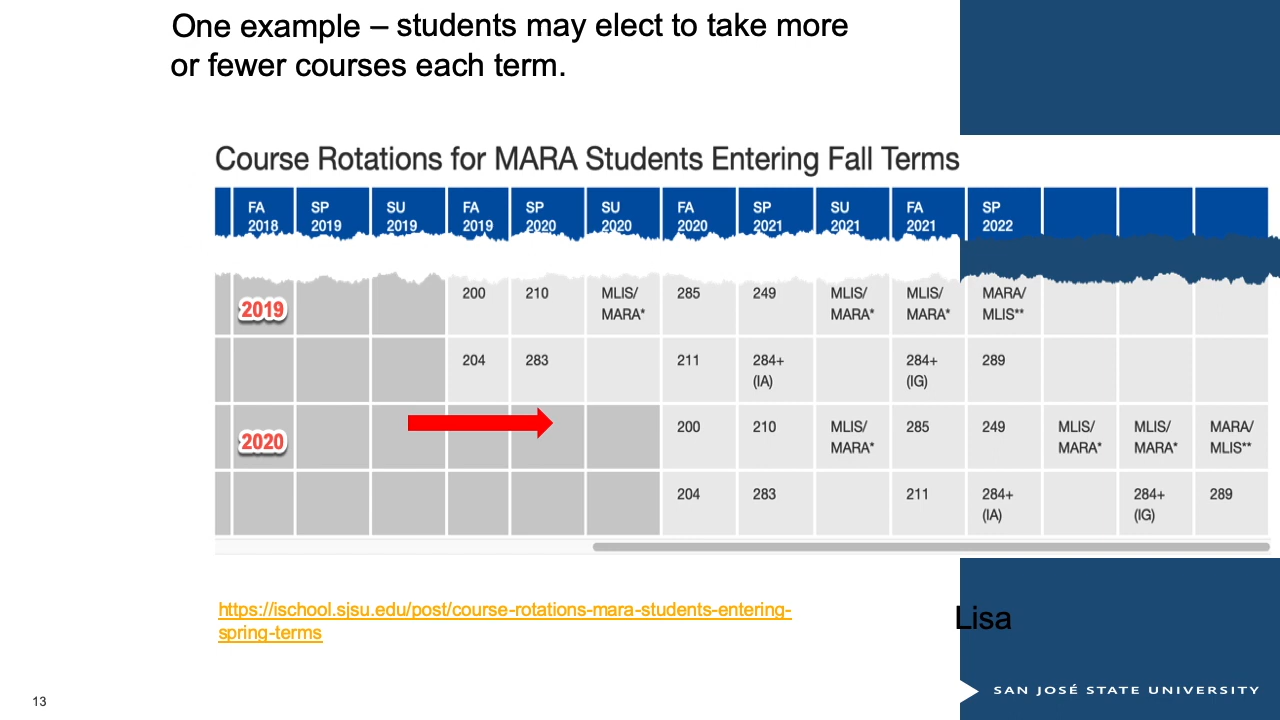 One example – students may elect to take more
or fewer courses each term.
Course Rotations for MARA Students Entering Fall Terms
FA SP SU FA SP SU FA SP SU FA SP
2018 2019 2019 2019 2020 2020 2020 2021 2021 2021 2022
2019 200 210 MLIS/ 285 249 MLIS/ MLIS/ MARA/
MARA* MARA* MARA* MLIS**
204 283 211 284+ 284+ 289
(IA) (IG)
2020 200 210 MLIS/ 285 249 MLIS/ MLIS/ MARA/
MARA* MARA* MARA* MLIS**
204 283 211 284+ 284+ 289
(IA) (IG)
https://ischool.sjsu.edu/post/course-rotations-mara-students-entering-
spring-terms
Lisa
13
SAN JOSÉ STATE UNIVERSITY